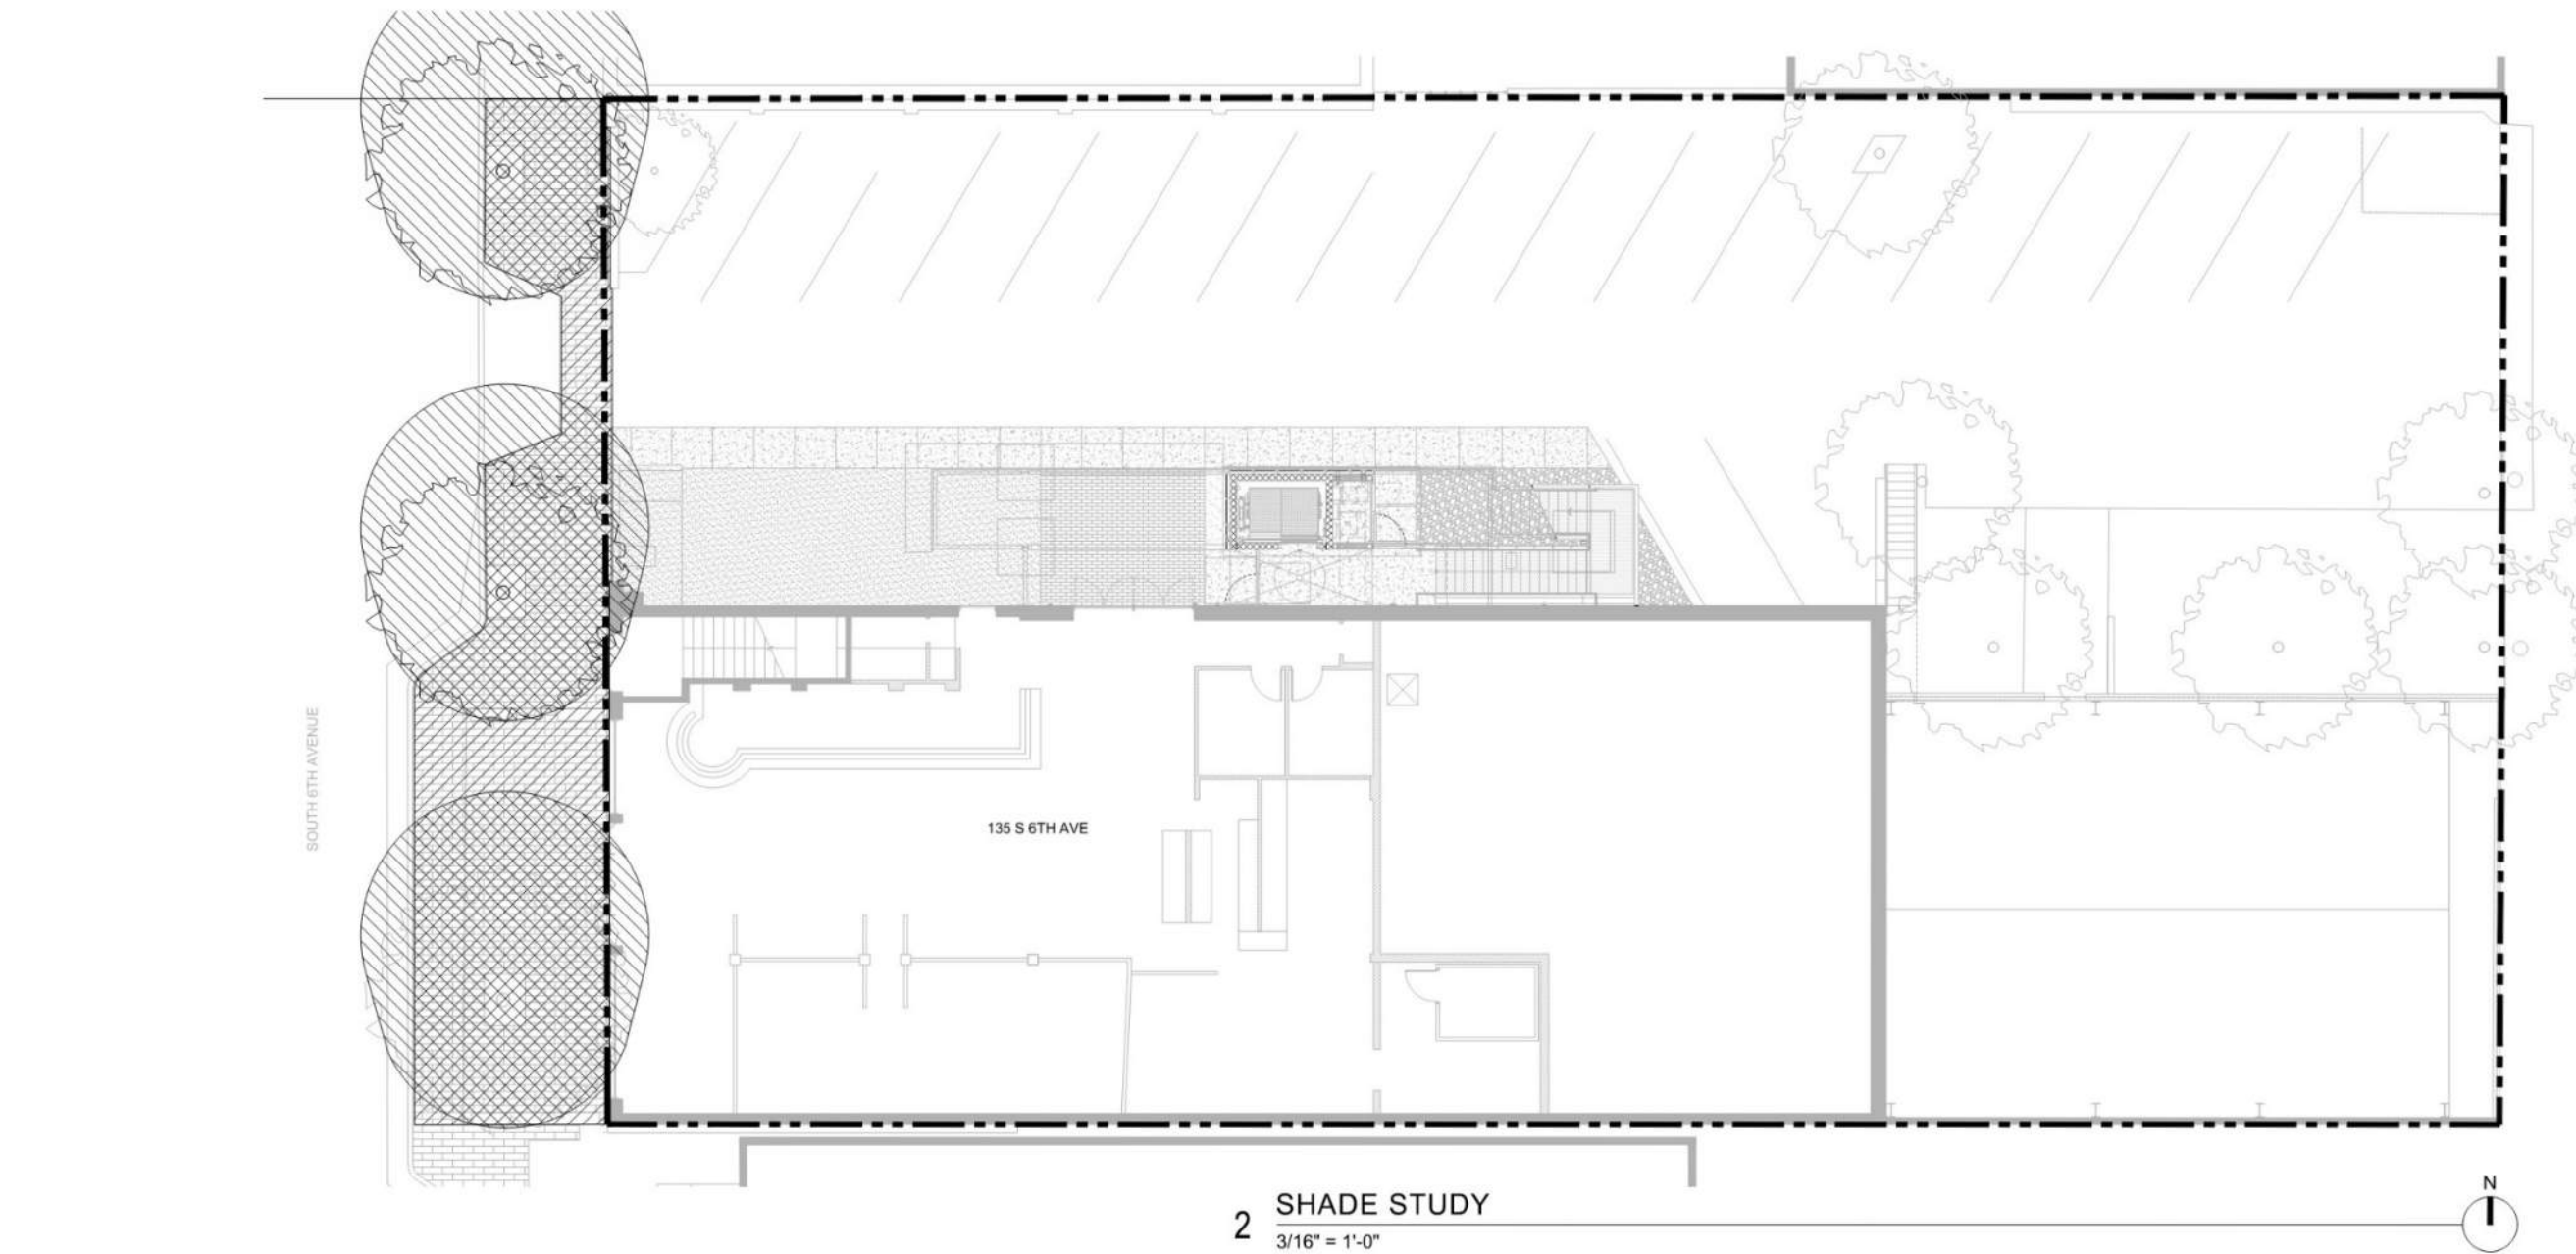 SOUTH 6TH AVENUE
135 S 6TH AVE
N
2
SHADE STUDY
3/16" = 1'-0"